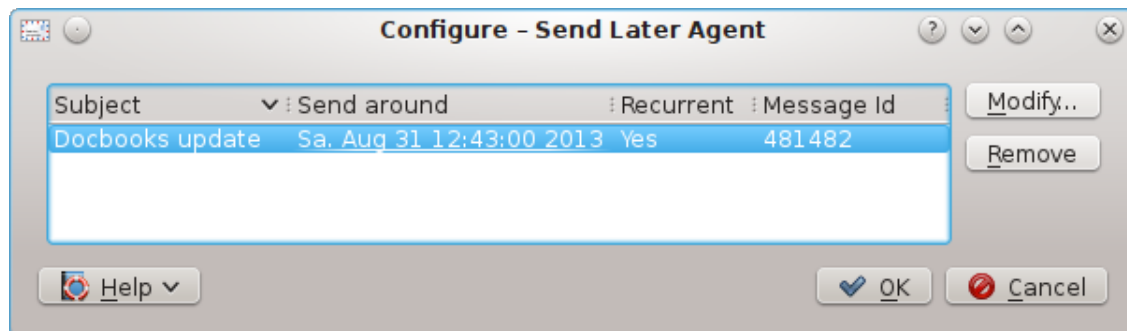 Configure – Send Later Agent
Subject Send around Recurrent Message Id
Docbooks update Sa. Aug 31 12:43:00 2013 Yes 481482
Modify...
Remove
Help
OK
Cancel